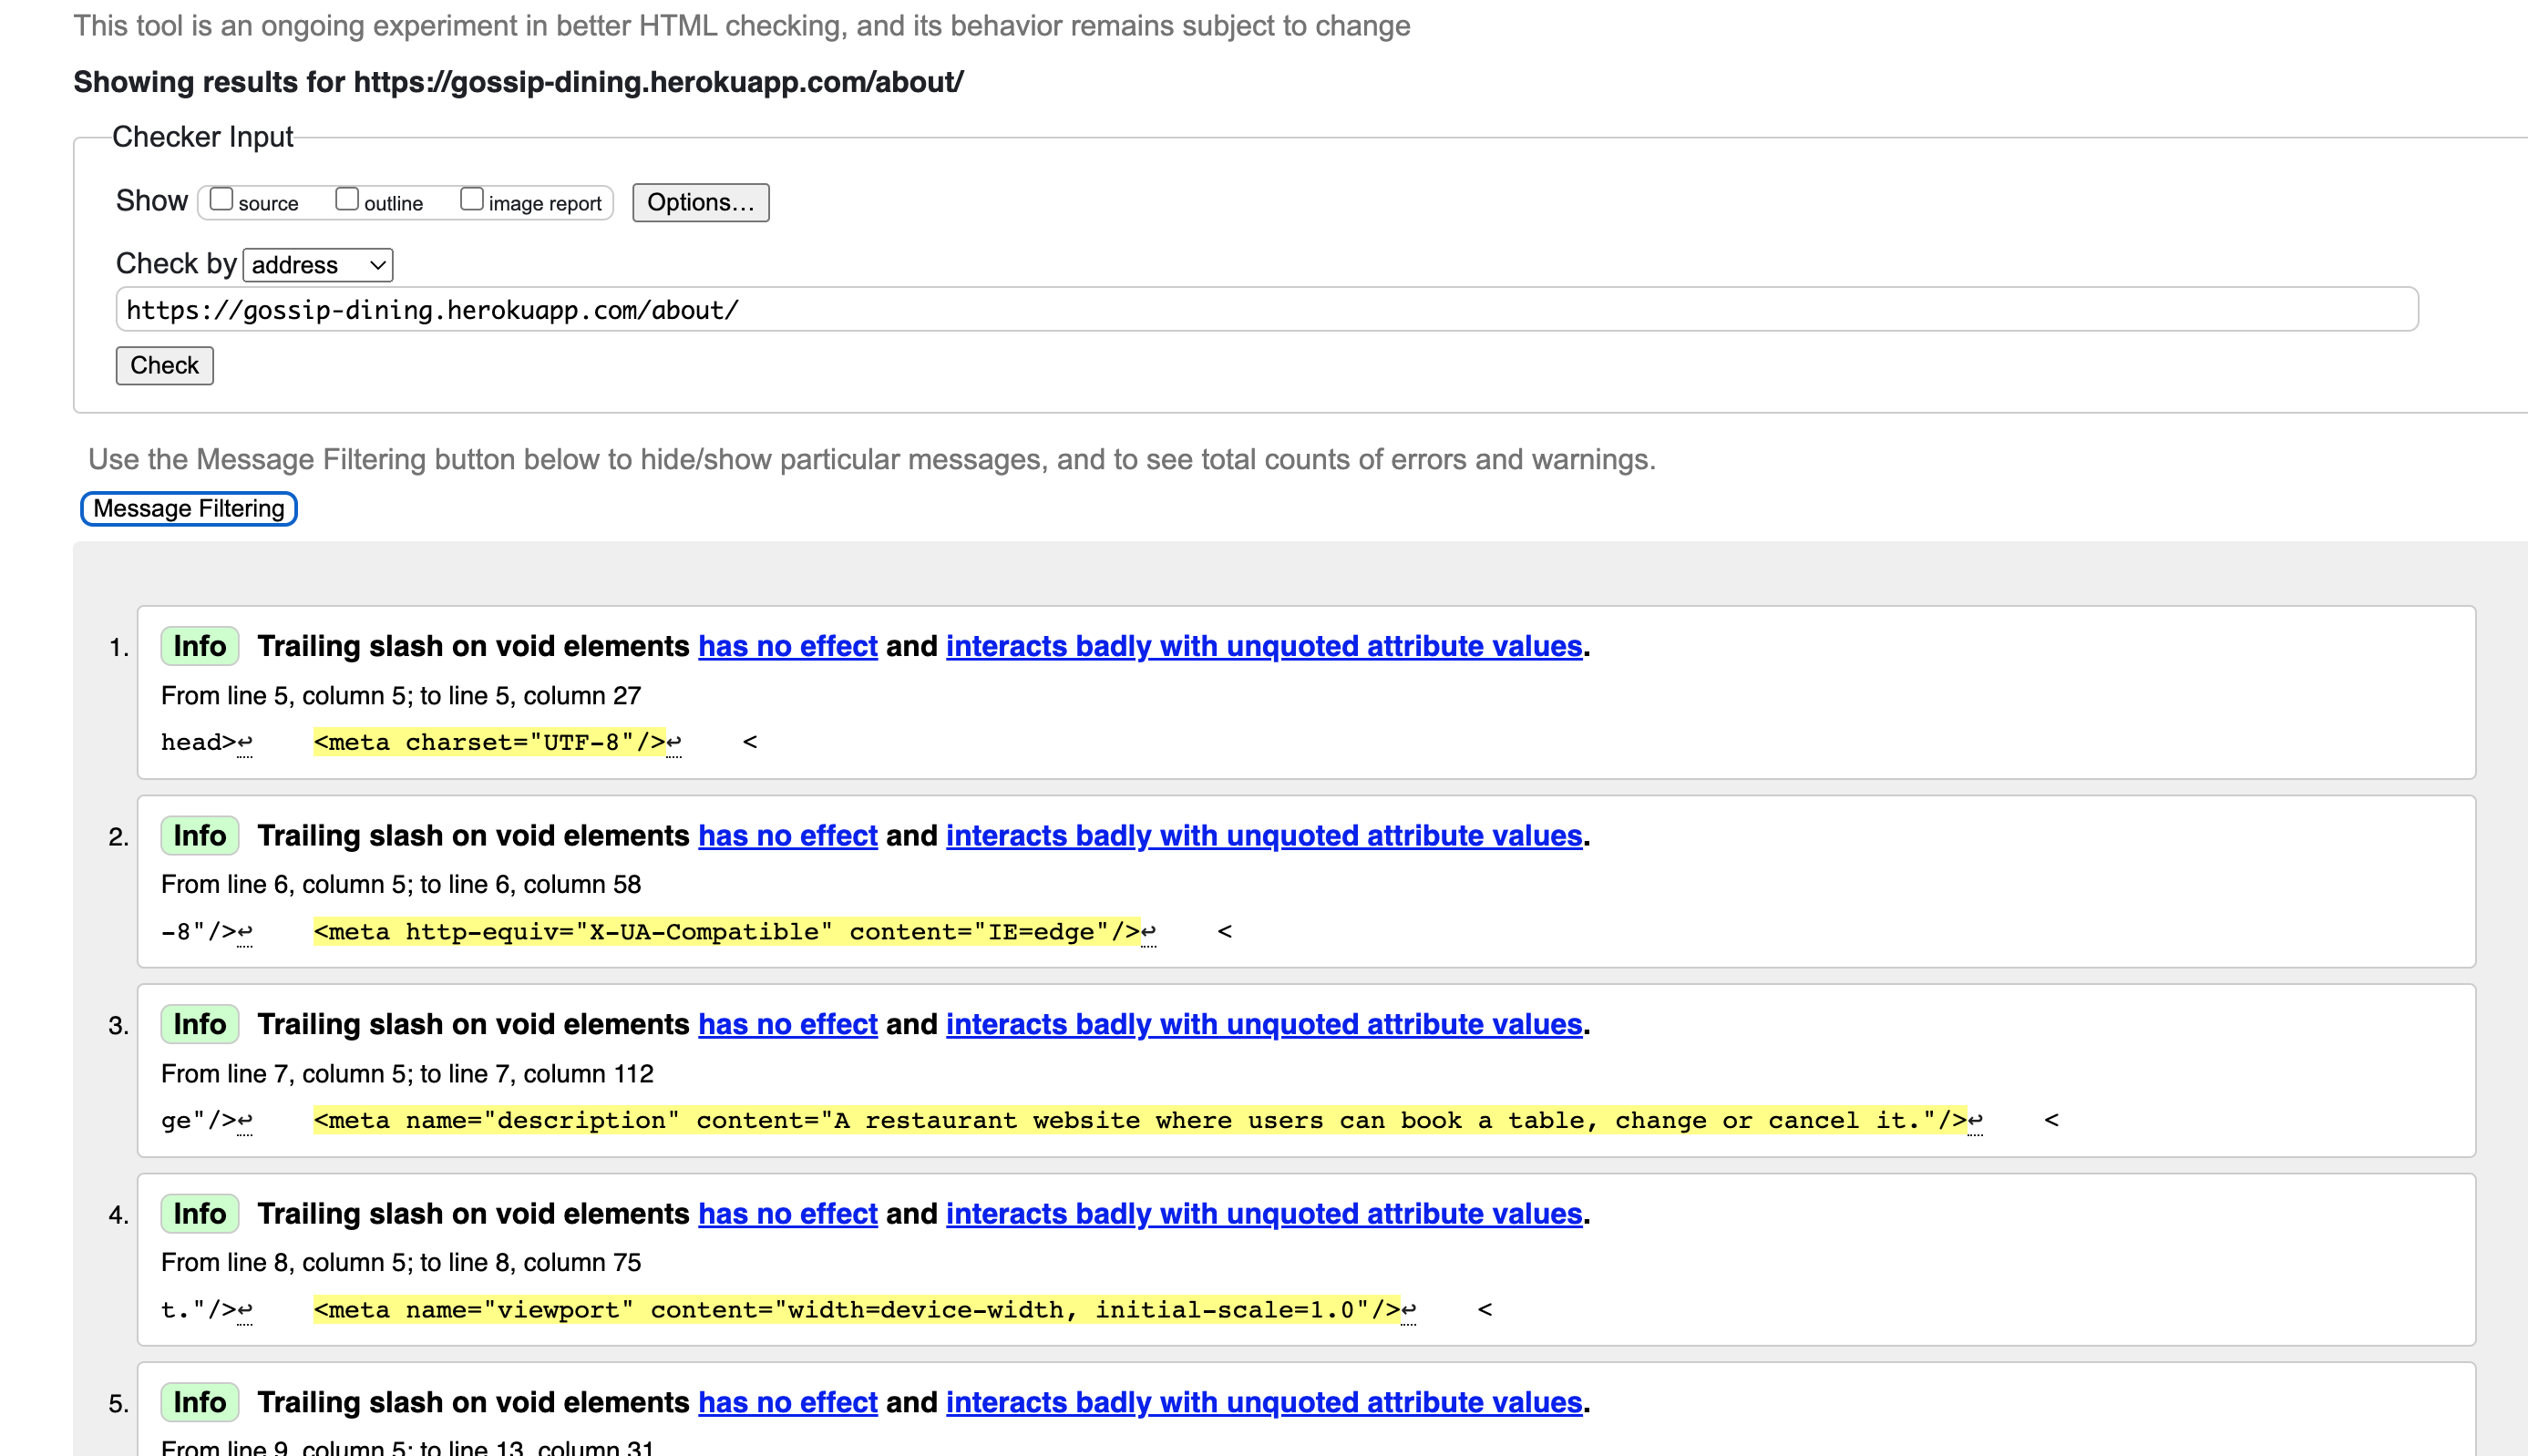 This tool is an ongoing experiment in better HTML checking, and its behavior remains subject to change
Showing results for https://gossip-dining.herokuapp.com/about/
Checker Input
Show source outline image report Options...
Check by address
https://gossip-dining.herokuapp.com/about/
Check
Use the Message Filtering button below to hide/show particular messages, and to see total counts of errors and warnings.
Message Filtering
1. Info Trailing slash on void elements has no effect and interacts badly with unquoted attribute values.
From line 5, column 5; to line 5, column 27
head>↩ <meta charset="UTF-8"/>↩ <
2. Info Trailing slash on void elements has no effect and interacts badly with unquoted attribute values.
From line 6, column 5; to line 6, column 58
-8"/>↩ <meta http-equiv="X-UA-Compatible" content="IE=edge"/>↩ <
3. Info Trailing slash on void elements has no effect and interacts badly with unquoted attribute values.
From line 7, column 5; to line 7, column 112
ge"/>↩ <meta name="description" content="A restaurant website where users can book a table, change or cancel it."/>↩ <
4. Info Trailing slash on void elements has no effect and interacts badly with unquoted attribute values.
From line 8, column 5; to line 8, column 75
t."/>↩ <meta name="viewport" content="width=device-width, initial-scale=1.0"/>↩ <
5. Info Trailing slash on void elements has no effect and interacts badly with unquoted attribute values.
From line 9, column 5; to line 13, column 31